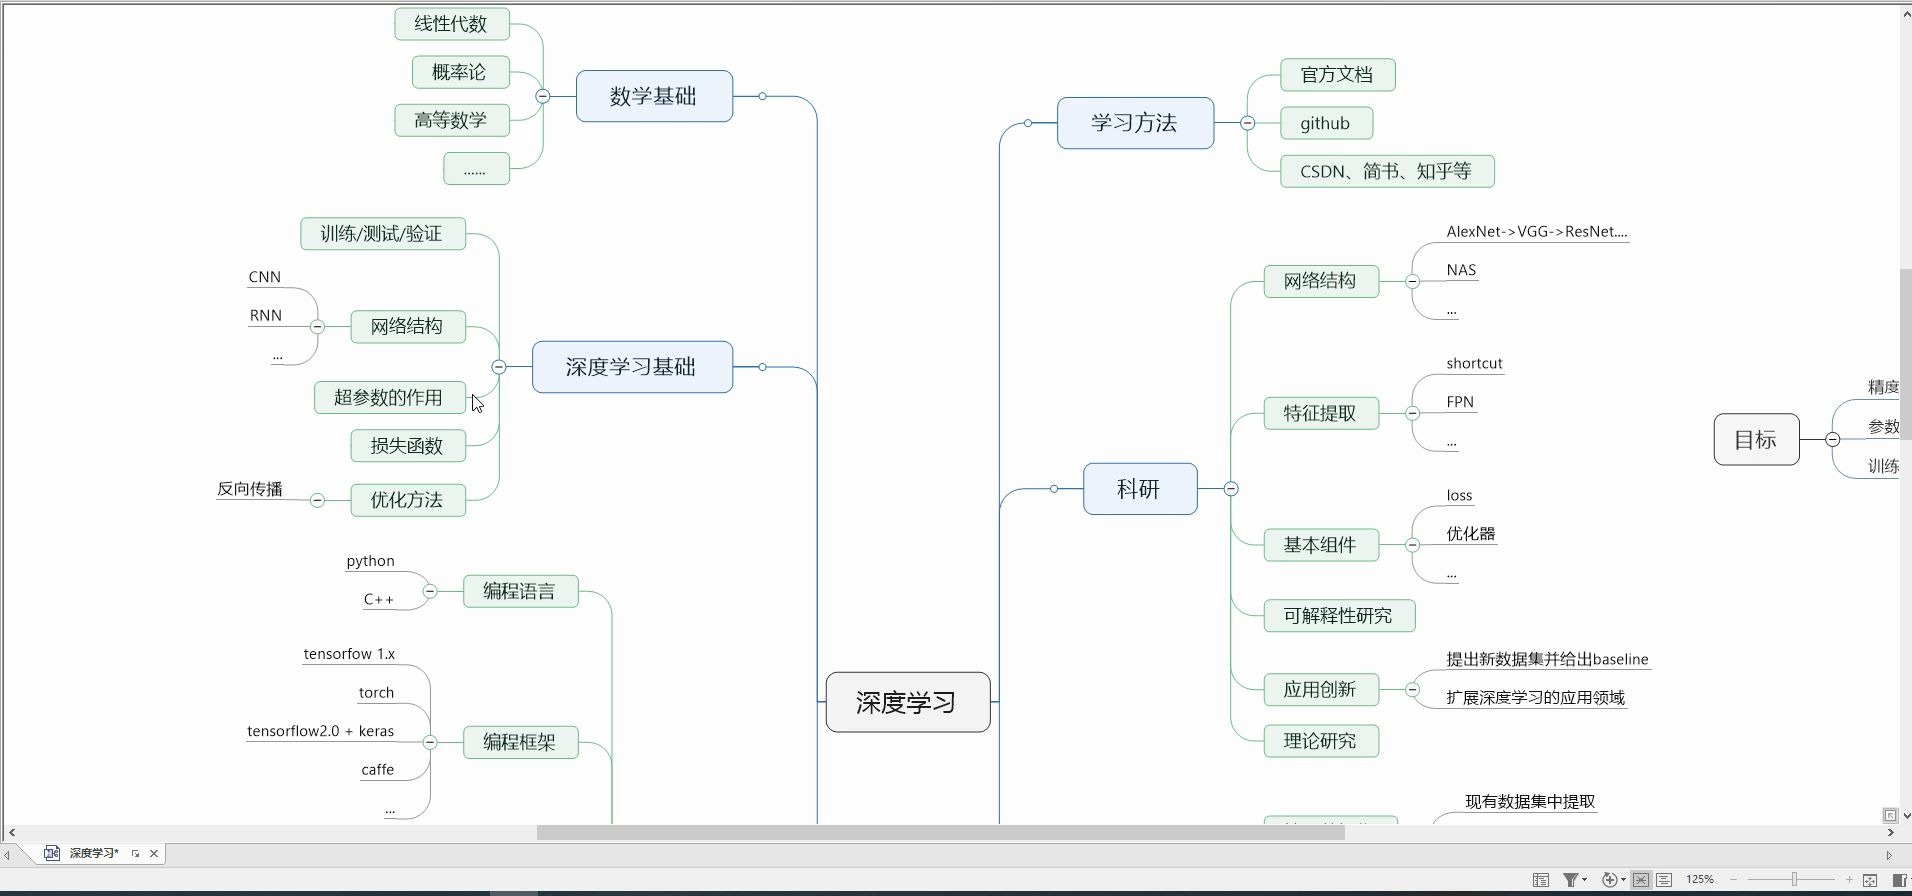 线性代数
概率论
高等数学
......
数学基础
训练/测试/验证
CNN
RNN
...
网络结构
超参数的作用
损失函数
反向传播
优化方法
深度学习基础
python
C++
编程语言
tensorfow 1.x
torch
tensorflow2.0 + keras
caffe
...
编程框架
深度学习
学习方法
官方文档
github
CSDN、简书、知乎等
科研
网络结构
AlexNet->VGG->ResNet....
NAS
...
特征提取
shortcut
FPN
...
基本组件
loss
优化器
...
可解释性研究
应用创新
提出新数据集并给出baseline
扩展深度学习的应用领域
理论研究
现有数据集中提取
目标
精度
参数
训练
深度学习*
125%